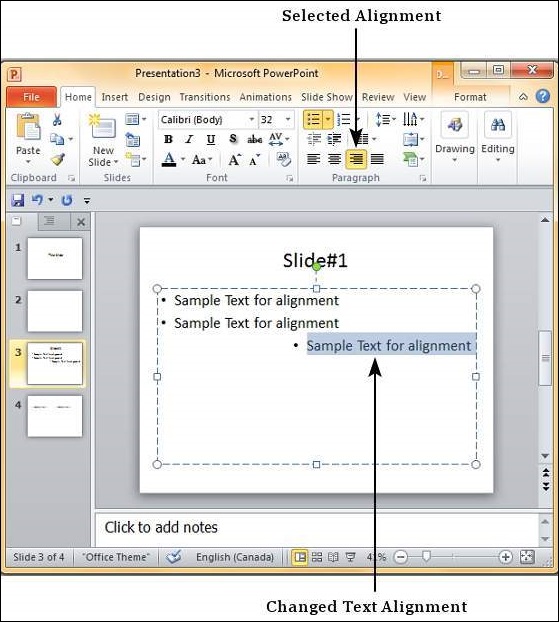 Selected Alignment
Presentation3 - Microsoft PowerPoint
D...
File Home Insert Design Transitions Animations Slide Show Review View Format
Calibri (Body) 32
Paste
New
Slide
B I U S abc AV
A Aa A A
Drawing Editing
Clipboard Slides Font Paragraph
1
2
3
4
Slide#1
• Sample Text for alignment
• Sample Text for alignment
• Sample Text for alignment
Click to add notes
Slide 3 of 4 "Office Theme" English (Canada) 41%
Changed Text Alignment